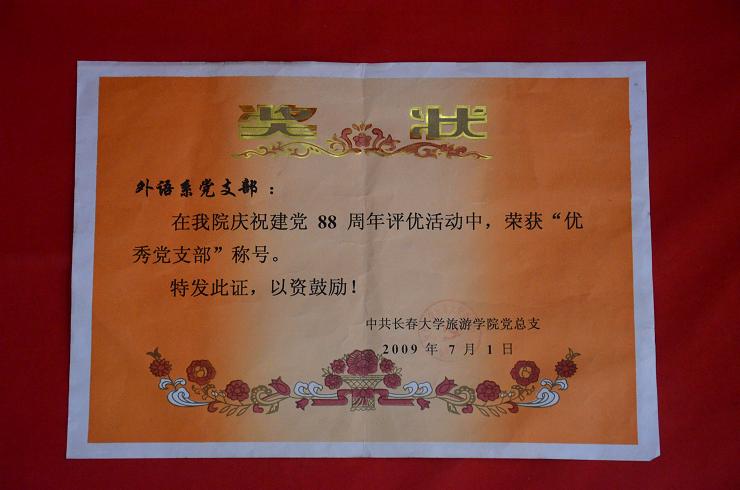 奖状
外语系党支部：
在我院庆祝建党 88 周年评优活动中，荣获“优
秀党支部”称号。
特发此证，以资鼓励！
中共长春大学旅游学院党总支
2009 年 7 月 1 日